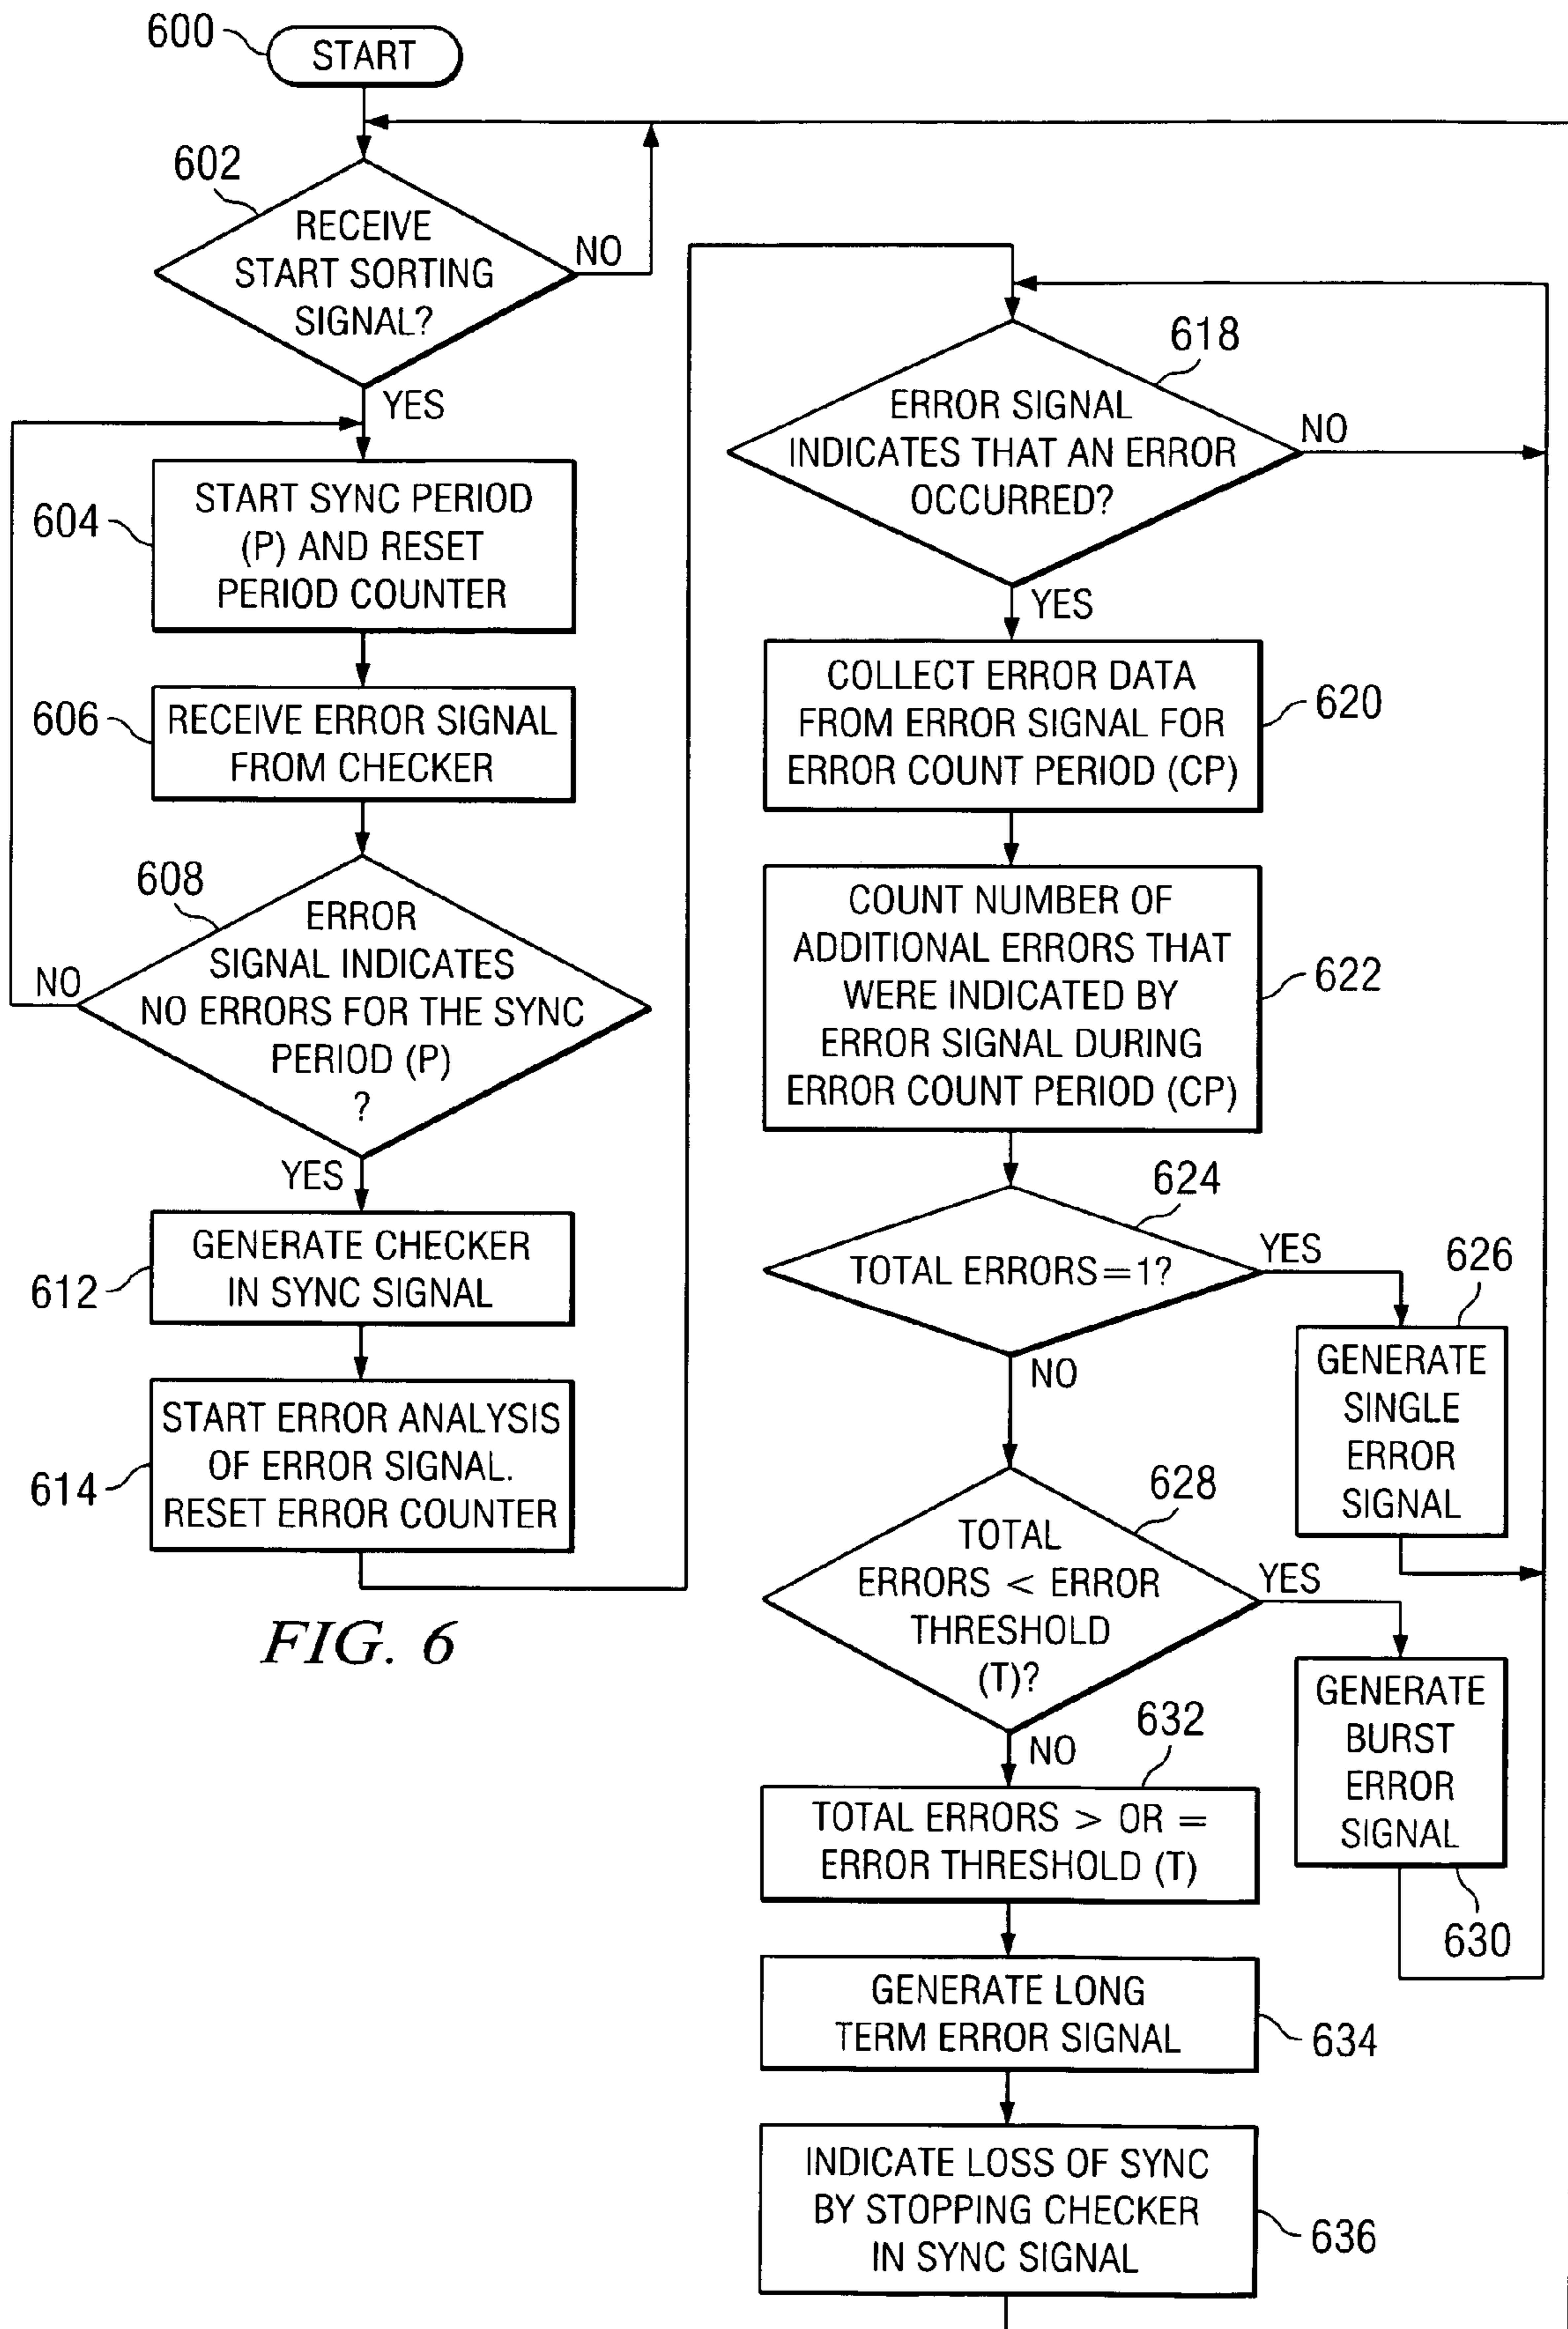 600
START
602
RECEIVE
START SORTING
SIGNAL?
NO
YES
604
START SYNC PERIOD
(P) AND RESET
PERIOD COUNTER
606
RECEIVE ERROR SIGNAL
FROM CHECKER
608
ERROR
SIGNAL INDICATES
NO ERRORS FOR THE SYNC
PERIOD (P)
?
NO
YES
612
GENERATE CHECKER
IN SYNC SIGNAL
614
START ERROR ANALYSIS
OF ERROR SIGNAL.
RESET ERROR COUNTER
FIG. 6
618
ERROR SIGNAL
INDICATES THAT AN ERROR
OCCURRED?
NO
YES
COLLECT ERROR DATA
FROM ERROR SIGNAL FOR
ERROR COUNT PERIOD (CP)
620
COUNT NUMBER OF
ADDITIONAL ERRORS THAT
WERE INDICATED BY
ERROR SIGNAL DURING
ERROR COUNT PERIOD (CP)
622
624
TOTAL ERRORS=1?
YES
NO
626
GENERATE
SINGLE
ERROR
SIGNAL
628
TOTAL
ERRORS < ERROR
THRESHOLD
(T)?
YES
NO
GENERATE
BURST
ERROR
SIGNAL
630
632
TOTAL ERRORS > OR =
ERROR THRESHOLD (T)
GENERATE LONG
TERM ERROR SIGNAL
634
INDICATE LOSS OF SYNC
BY STOPPING CHECKER
IN SYNC SIGNAL
636